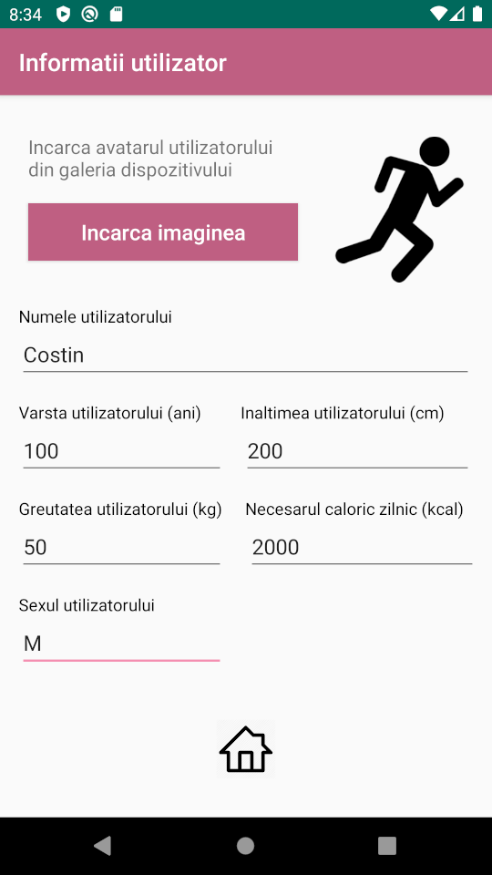 8:34
Informatii utilizator
Incarca avatarul utilizatorului
din galeria dispozitivului
Incarca imaginea
Numele utilizatorului
Costin
Varsta utilizatorului (ani) Inaltimea utilizatorului (cm)
100 200
Greutatea utilizatorului (kg) Necesarul caloric zilnic (kcal)
50 2000
Sexul utilizatorului
M